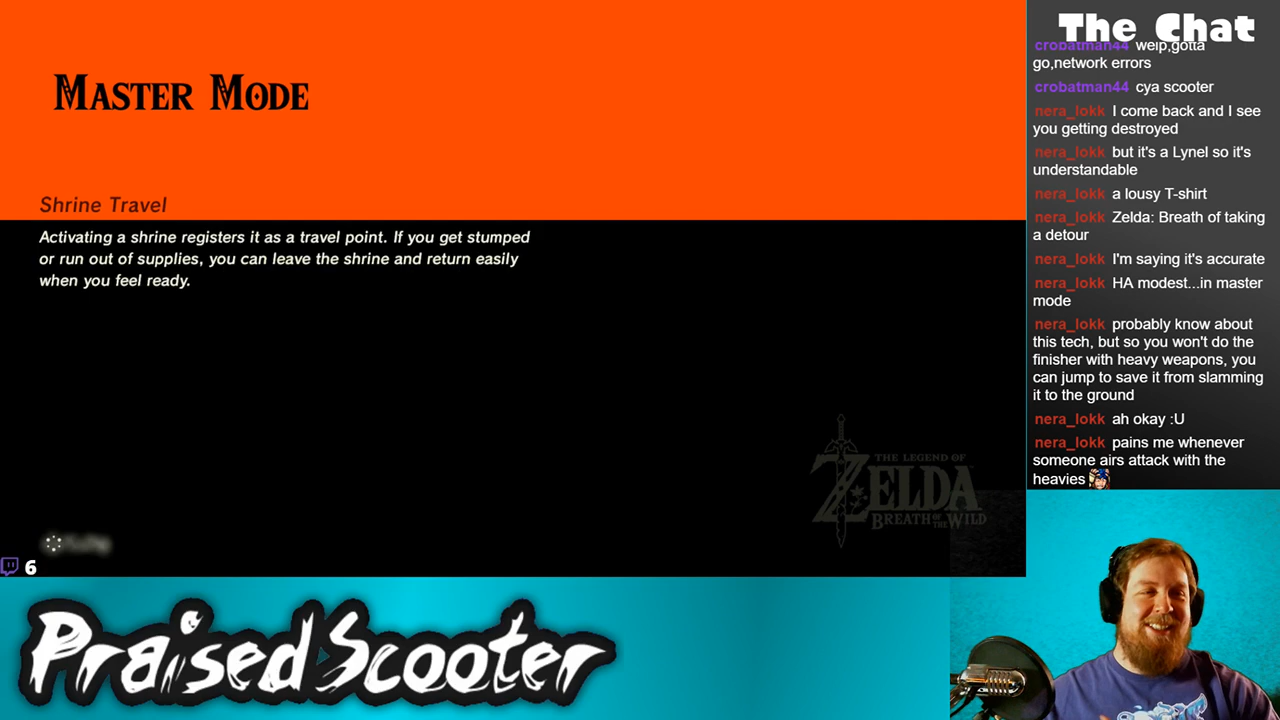 MASTER MODE
Shrine Travel
Activating a shrine registers it as a travel point. If you get stumped
or run out of supplies, you can leave the shrine and return easily
when you feel ready.
THE LEGEND OF
ZELDA
BREATH OF THE WILD
6
PraisedScooter
The Chat
crobatman44 welp,gotta
go,network errors
crobatman44 cya scooter
nera_lokk I come back and I see
you getting destroyed
nera_lokk but it's a Lynel so it's
understandable
nera_lokk a lousy T-shirt
nera_lokk Zelda: Breath of taking
a detour
nera_lokk I'm saying it's accurate
nera_lokk HA modest...in master
mode
nera_lokk probably know about
this tech, but so you won't do the
finisher with heavy weapons, you
can jump to save it from slamming
it to the ground
nera_lokk ah okay :U
nera_lokk pains me whenever
someone airs attack with the
heavies